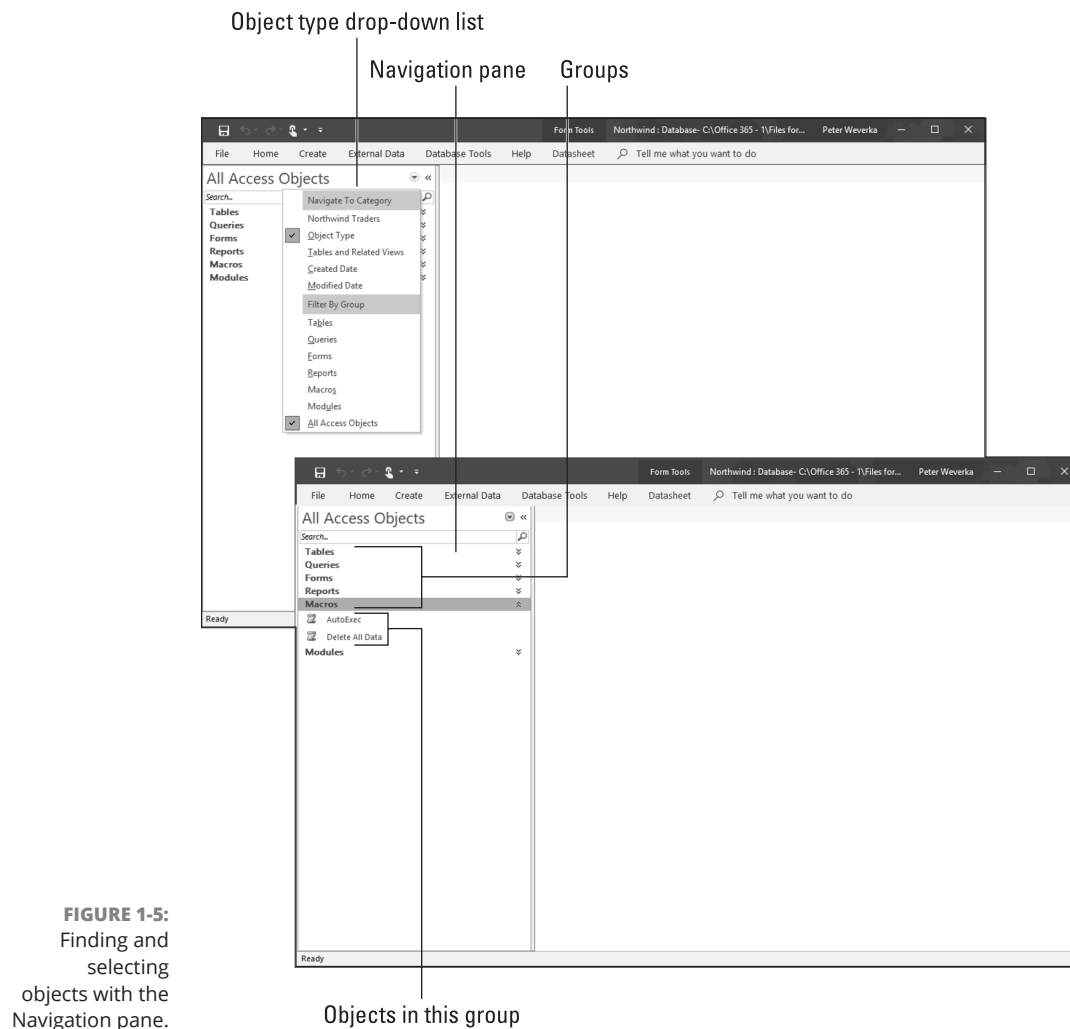 Object type drop-down list
Navigation pane
Groups
Form Tools
Northwind : Database- C:\Office 365 - 1\Files for...
Peter Weverka
File
Home
Create
External Data
Database Tools
Help
Datasheet
Tell me what you want to do
All Access Objects
Search...
Tables
Queries
Forms
Reports
Macros
Modules
Navigate To Category
Northwind Traders
Object Type
Tables and Related Views
Created Date
Modified Date
Filter By Group
Tables
Queries
Forms
Reports
Macros
Modules
All Access Objects
Ready
Form Tools
Northwind : Database- C:\Office 365 - 1\Files for...
Peter Weverka
File
Home
Create
External Data
Database Tools
Help
Datasheet
Tell me what you want to do
All Access Objects
Search...
Tables
Queries
Forms
Reports
Macros
AutoExec
Delete All Data
Modules
Ready
FIGURE 1-5:
Finding and
selecting
objects with the
Navigation pane.
Objects in this group